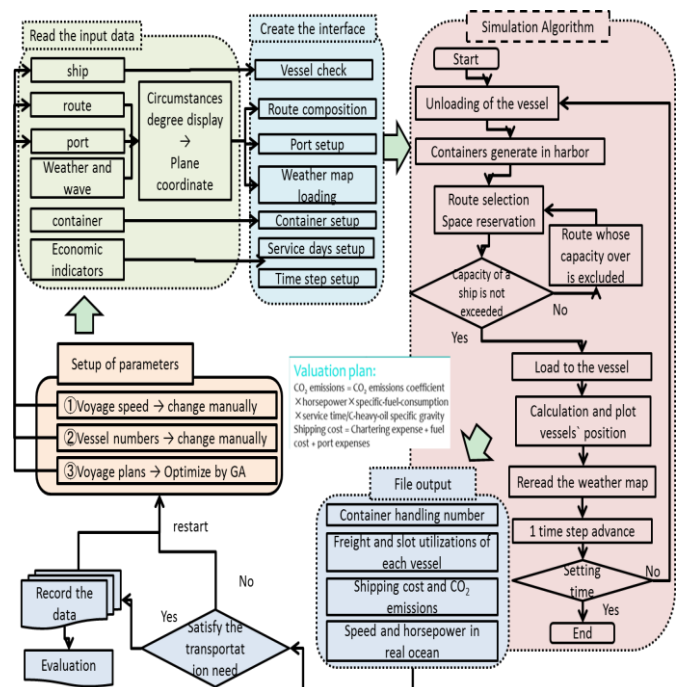 Read the input data
ship
route
port
Weather and
wave
container
Economic
indicators
Circumstances
degree display
→
Plane
coordinate
Create the interface
Vessel check
Route composition
Port setup
Weather map
loading
Container setup
Service days setup
Time step setup
Simulation Algorithm
Start
Unloading of the vessel
Containers generate in harbor
Route selection
Space reservation
Route whose
capacity over
is excluded
Capacity of a
ship is not
exceeded
No
Yes
Load to the vessel
Calculation and plot
vessels` position
Reread the weather map
1 time step advance
Setting
time
No
Yes
End
Setup of parameters
①Voyage speed → change manually
②Vessel numbers → change manually
③Voyage plans → Optimize by GA
Valuation plan:
CO₂ emissions = CO₂ emissions coefficient
×horsepower×specific-fuel-consumption
×service time/C-heavy-oil specific gravity
Shipping cost = Chartering expense + fuel
cost + port expenses
File output
Container handling number
Freight and slot utilizations of
each vessel
Shipping cost and CO₂
emissions
Speed and horsepower in
real ocean
restart
No
Yes
Record the
data
Evaluation
Satisfy the
transportat
ion need